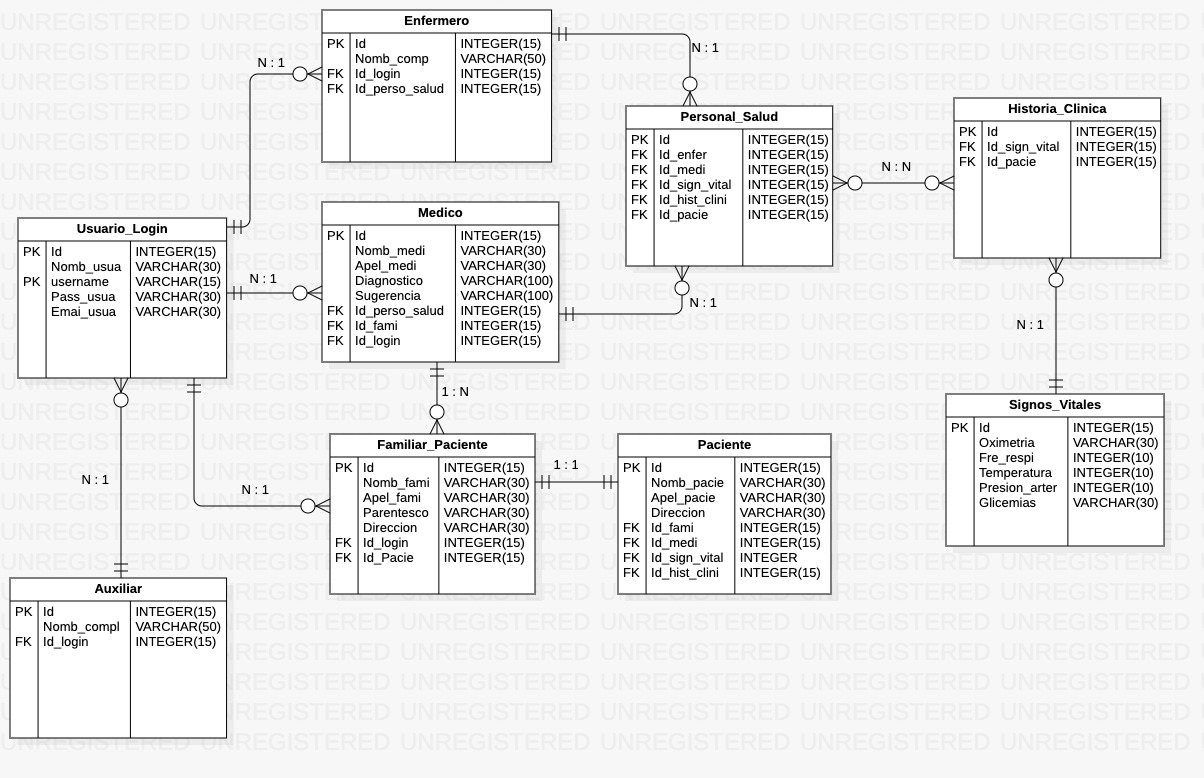 Enfermero
PK Id INTEGER(15)
Nomb_comp VARCHAR(50)
FK Id_login INTEGER(15)
FK Id_perso_salud INTEGER(15)
N : 1
N : 1
Personal_Salud
PK Id INTEGER(15)
FK Id_enfer INTEGER(15)
FK Id_medi INTEGER(15)
FK Id_sign_vital INTEGER(15)
FK Id_hist_clini INTEGER(15)
FK Id_pacie INTEGER(15)
N : N
Historia_Clinica
PK Id INTEGER(15)
FK Id_sign_vital INTEGER(15)
FK Id_pacie INTEGER(15)
Usuario_Login
PK Id INTEGER(15)
Nomb_usua VARCHAR(30)
PK username VARCHAR(15)
Pass_usua VARCHAR(30)
Emai_usua VARCHAR(30)
N : 1
Medico
PK Id INTEGER(15)
Nomb_medi VARCHAR(30)
Apel_medi VARCHAR(30)
Diagnostico VARCHAR(100)
Sugerencia VARCHAR(100)
FK Id_perso_salud INTEGER(15)
FK Id_fami INTEGER(15)
FK Id_login INTEGER(15)
N : 1
N : 1
1 : N
Signos_Vitales
PK Id INTEGER(15)
Oximetria VARCHAR(30)
Fre_respi INTEGER(10)
Temperatura INTEGER(10)
Presion_arter INTEGER(10)
Glicemias VARCHAR(30)
Familiar_Paciente
PK Id INTEGER(15)
Nomb_fami VARCHAR(30)
Apel_fami VARCHAR(30)
Parentesco VARCHAR(30)
Direccion VARCHAR(30)
FK Id_login INTEGER(15)
FK Id_Pacie INTEGER(15)
1 : 1
Paciente
PK Id INTEGER(15)
Nomb_pacie VARCHAR(30)
Apel_pacie VARCHAR(30)
Direccion VARCHAR(30)
FK Id_fami INTEGER(15)
FK Id_medi INTEGER(15)
FK Id_sign_vital INTEGER
FK Id_hist_clini INTEGER(15)
N : 1
N : 1
Auxiliar
PK Id INTEGER(15)
Nomb_compl VARCHAR(50)
FK Id_login INTEGER(15)
UNREGISTERED